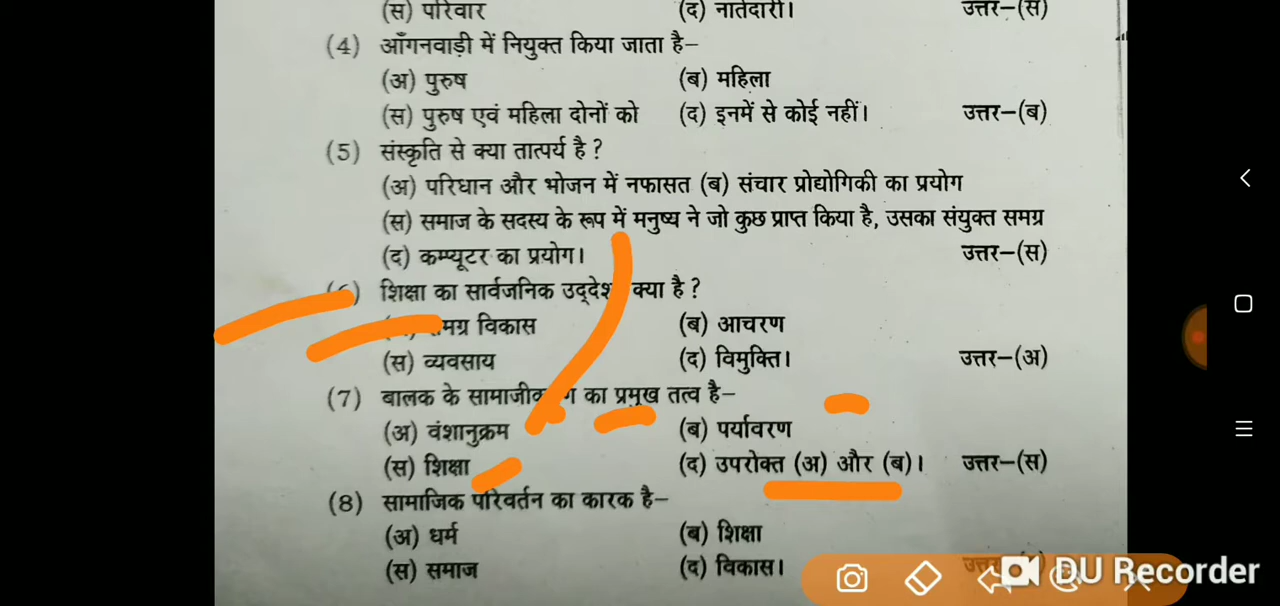 (स) परिवार (द) नातेदारी। उत्तर–(स)
(4) आँगनवाड़ी में नियुक्त किया जाता है–
(अ) पुरुष (ब) महिला
(स) पुरुष एवं महिला दोनों को (द) इनमें से कोई नहीं। उत्तर–(ब)
(5) संस्कृति से क्या तात्पर्य है ?
(अ) परिधान और भोजन में नफासत (ब) संचार प्रोद्योगिकी का प्रयोग
(स) समाज के सदस्य के रूप में मनुष्य ने जो कुछ प्राप्त किया है, उसका संयुक्त समग्र
(द) कम्प्यूटर का प्रयोग। उत्तर–(स)
शिक्षा का सार्वजनिक क्या है ?
विकास (ब) आचरण
(स) व्यवसाय (द) विमुक्ति। उत्तर–(अ)
(7) बालक के का प्रमुख तत्व है–
(अ) वंशानुक्रम (ब) पर्यावरण
(स) शिक्षा (द) उपरोक्त (अ) और (ब)। उत्तर–(स)
(8) सामाजिक परिवर्तन का कारक है–
(अ) धर्म (ब) शिक्षा
(स) समाज (द) विकास।
DU Recorder